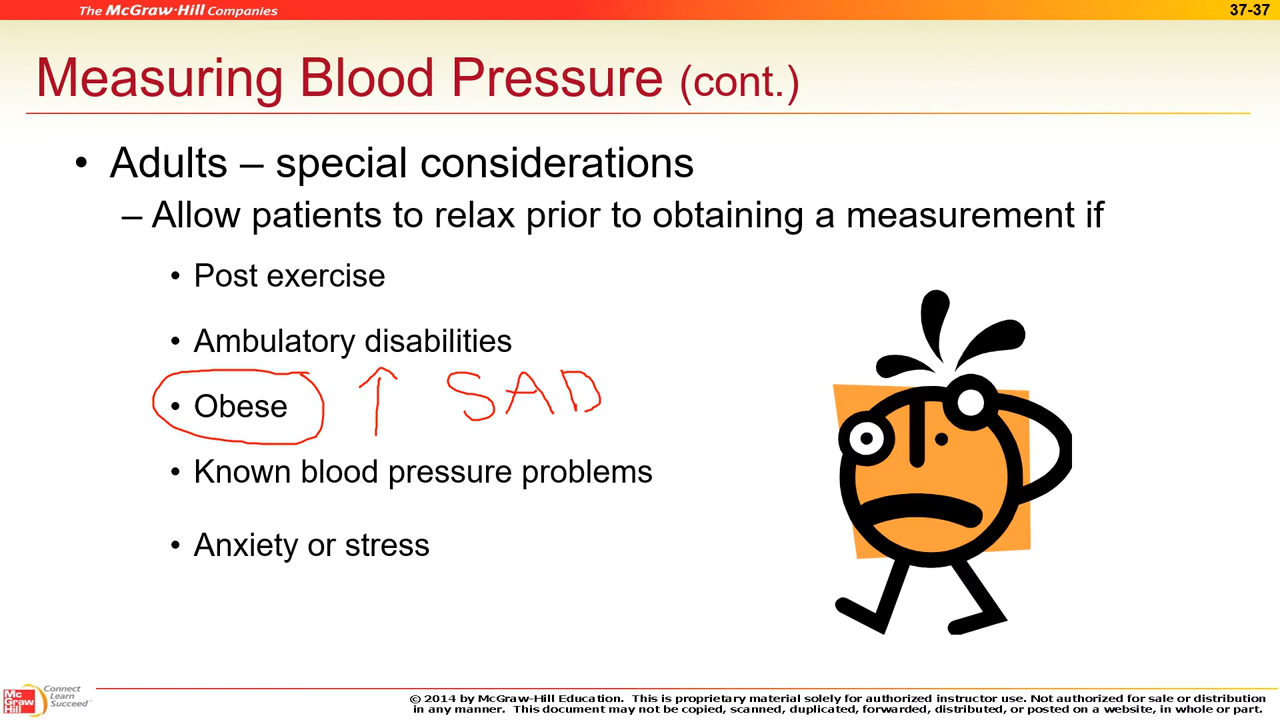 The McGraw·Hill Companies
37-37
Measuring Blood Pressure (cont.)
• Adults – special considerations
– Allow patients to relax prior to obtaining a measurement if
• Post exercise
• Ambulatory disabilities
• Obese ↑ SAD
• Known blood pressure problems
• Anxiety or stress
Mc
Graw
Hill
Connect
Learn
Succeed™
© 2014 by McGraw-Hill Education. This is proprietary material solely for authorized instructor use. Not authorized for sale or distribution
in any manner. This document may not be copied, scanned, duplicated, forwarded, distributed, or posted on a website, in whole or part.